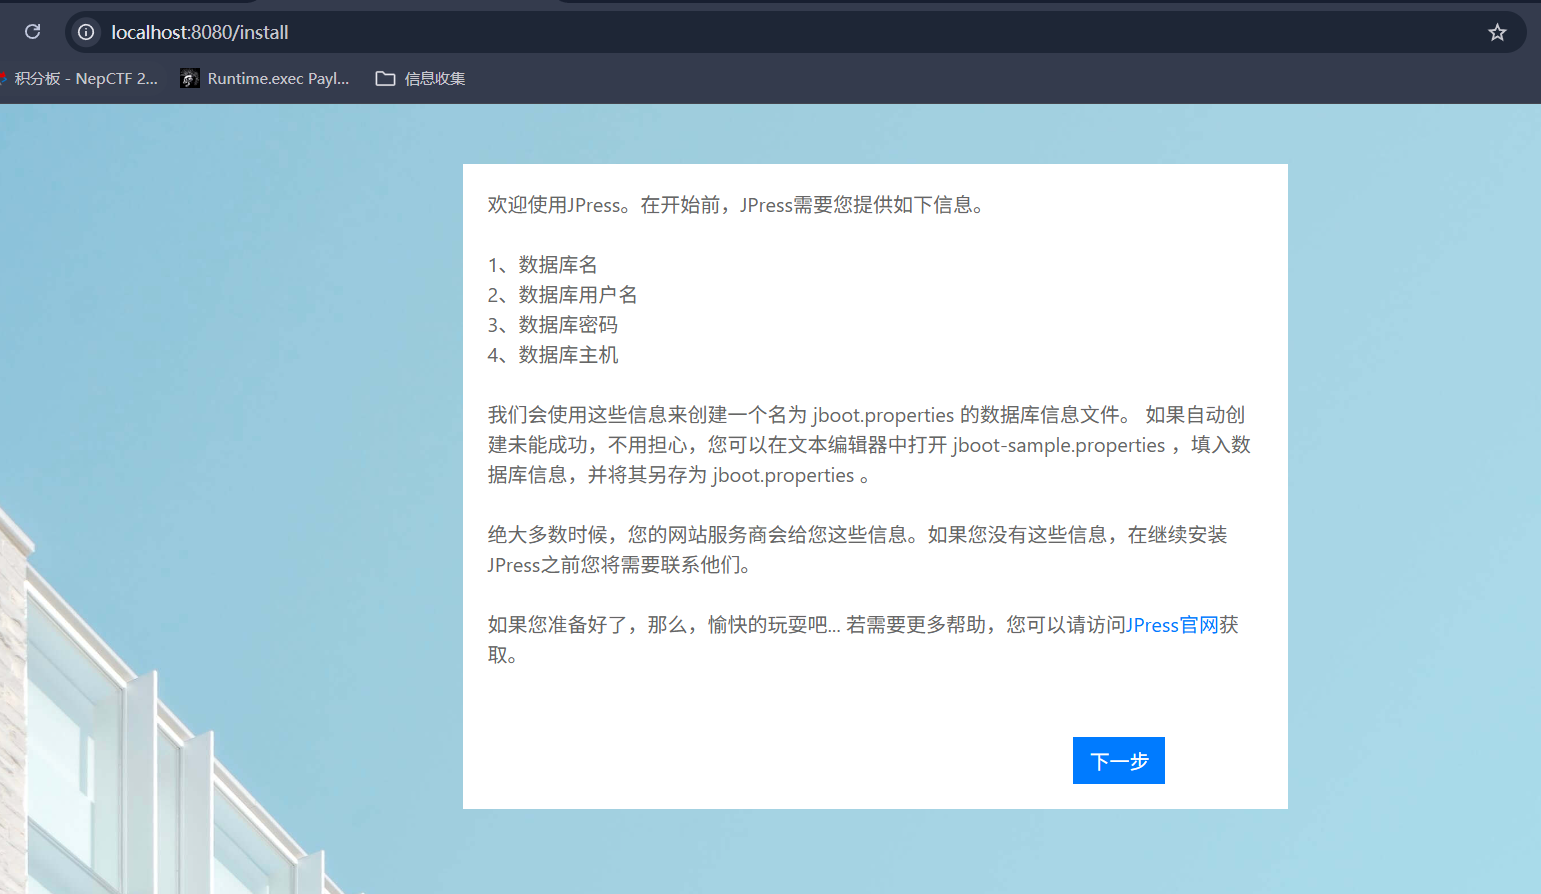 localhost:8080/install
积分板 - NepCTF 2...
Runtime.exec Payl...
信息收集
欢迎使用JPress。在开始前，JPress需要您提供如下信息。
1、数据库名
2、数据库用户名
3、数据库密码
4、数据库主机
我们会使用这些信息来创建一个名为 jboot.properties 的数据库信息文件。 如果自动创
建未能成功，不用担心，您可以在文本编辑器中打开 jboot-sample.properties ，填入数
据库信息，并将其另存为 jboot.properties 。
绝大多数时候，您的网站服务商会给您这些信息。如果您没有这些信息，在继续安装
JPress之前您将需要联系他们。
如果您准备好了，那么，愉快的玩耍吧... 若需要更多帮助，您可以请访问JPress官网获
取。
下一步